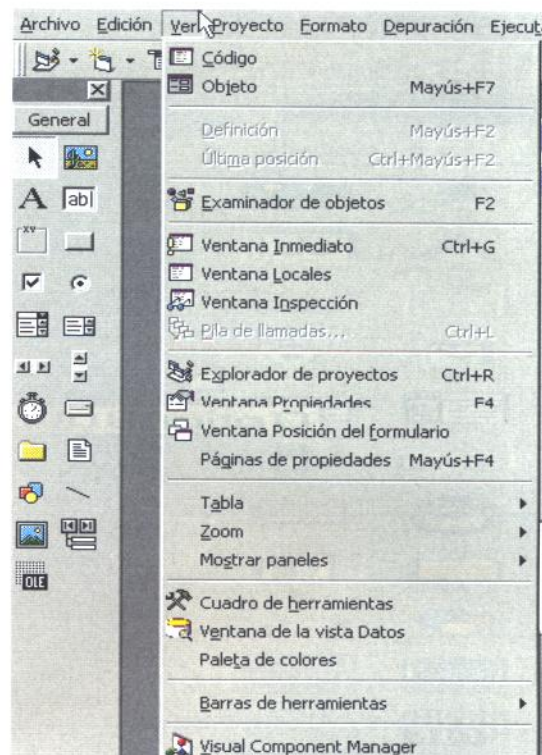 Archivo Edición Ver Proyecto Formato Depuración
General
Código
Objeto Mayús+F7
Definición Mayús+F2
Última posición Ctrl+Mayús+F2
Examinador de objetos F2
Ventana Inmediato Ctrl+G
Ventana Locales
Ventana Inspección
Pila de llamadas... Ctrl+L
Explorador de proyectos Ctrl+R
Ventana Propiedades F4
Ventana Posición del formulario
Páginas de propiedades Mayús+F4
Tabla
Zoom
Mostrar paneles
Cuadro de herramientas
Ventana de la vista Datos
Paleta de colores
Barras de herramientas
Visual Component Manager
A
ab|
XY
OLE